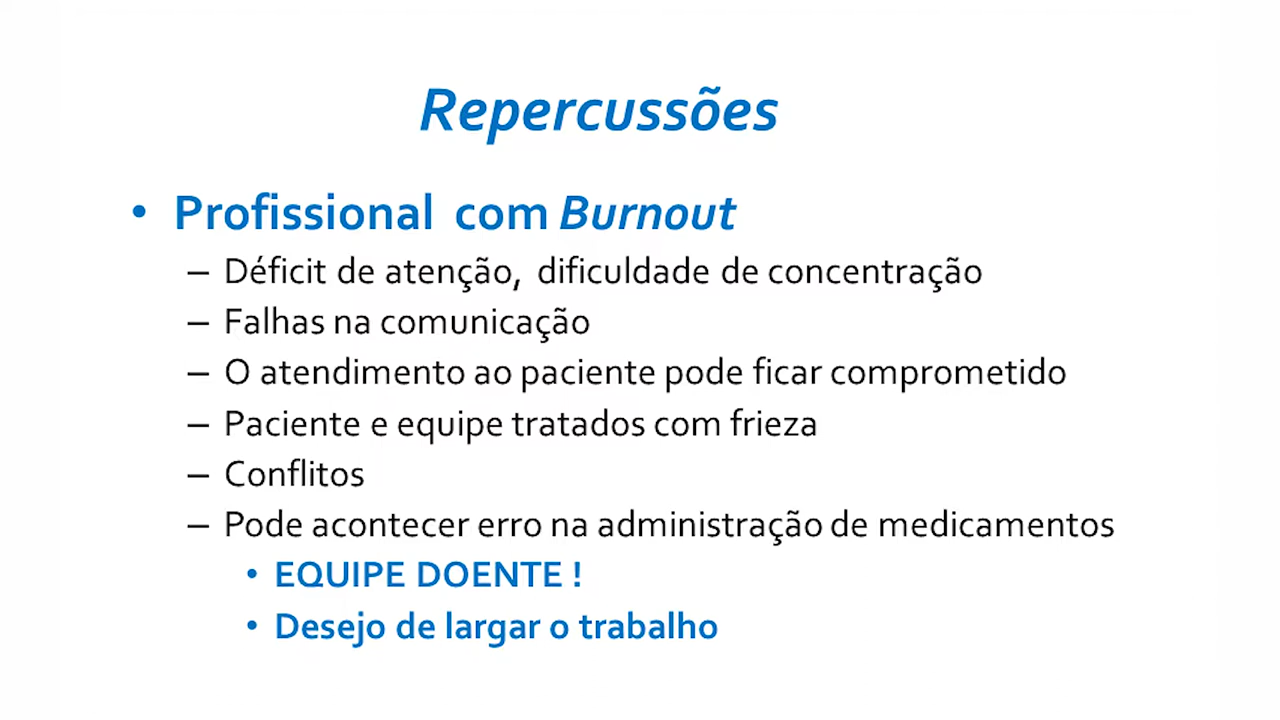 Repercussões
• Profissional com Burnout
– Déficit de atenção, dificuldade de concentração
– Falhas na comunicação
– O atendimento ao paciente pode ficar comprometido
– Paciente e equipe tratados com frieza
– Conflitos
– Pode acontecer erro na administração de medicamentos
• EQUIPE DOENTE !
• Desejo de largar o trabalho